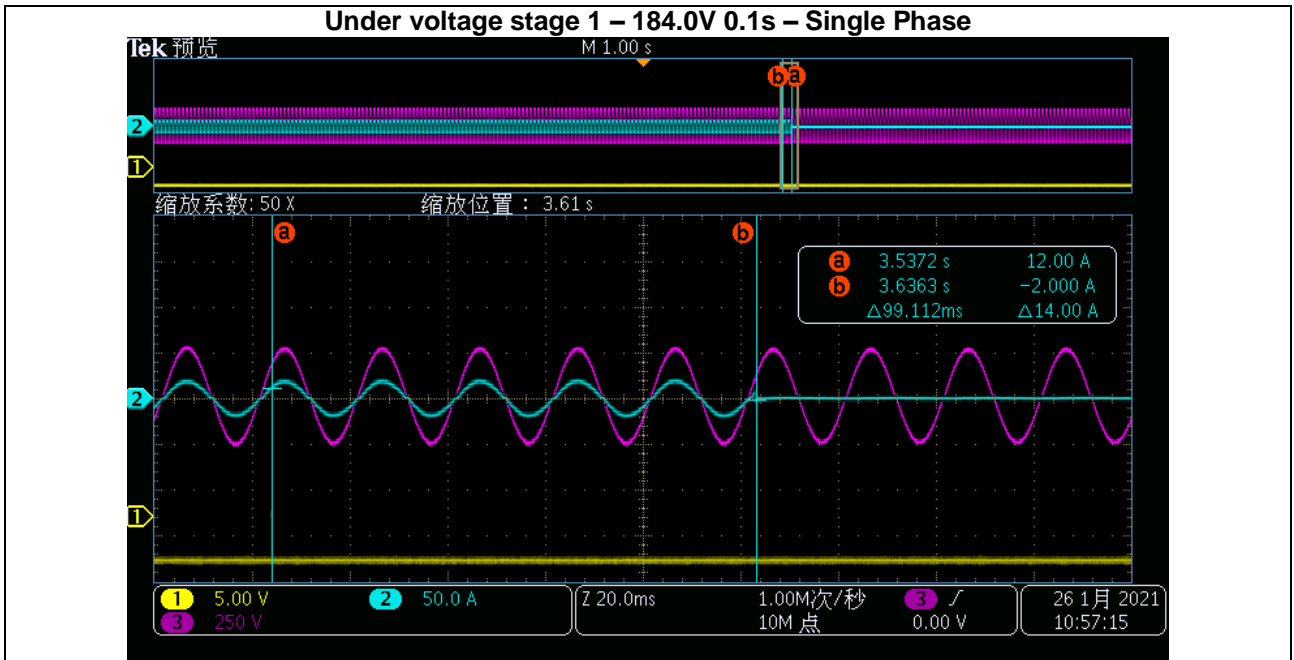 Under voltage stage 1 – 184.0V 0.1s – Single Phase
Tek 预览 M 1.00 s
b a
2
1
缩放系数: 50 X 缩放位置： 3.61 s
a b
a 3.5372 s 12.00 A
b 3.6363 s −2.000 A
△99.112ms △14.00 A
2
1
1 5.00 V 2 50.0 A Z 20.0ms 1.00M次/秒 3 26 1月 2021
3 250 V 10M 点 0.00 V 10:57:15